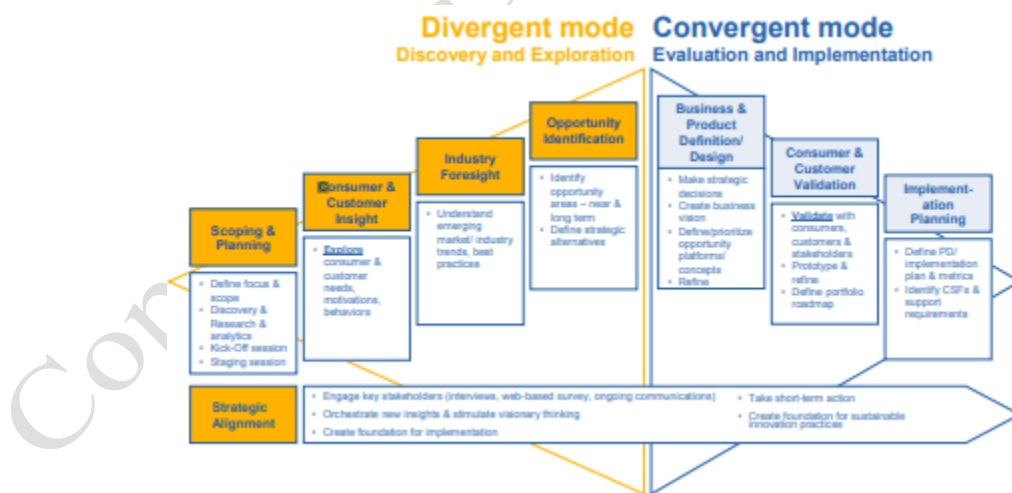 Divergent mode
Discovery and Exploration
Convergent mode
Evaluation and Implementation
Scoping &
Planning
• Define focus &
scope
• Discovery &
Research &
analytics
• Kick-Off session
• Staging session
Consumer &
Customer
Insight
• Explore
consumer &
customer
needs,
motivations,
behaviors
Industry
Foresight
• Understand
emerging
market/ industry
trends, best
practices
Opportunity
Identification
• Identify
opportunity
areas – near &
long term
• Define strategic
alternatives
Business &
Product
Definition/
Design
• Make strategic
decisions
• Create business
vision
• Define/prioritize
opportunity
platforms/
concepts
• Refine
Consumer &
Customer
Validation
• Validate with
consumers,
customers &
stakeholders
• Prototype &
refine
• Define portfolio
roadmap
Implement-
ation
Planning
• Define PD/
implementation
plan & metrics
• Identify CSFs &
support
requirements
Strategic
Alignment
• Engage key stakeholders (interviews, web-based survey, ongoing communications)
• Orchestrate new insights & stimulate visionary thinking
• Create foundation for implementation
• Take short-term action
• Create foundation for sustainable
innovation practices